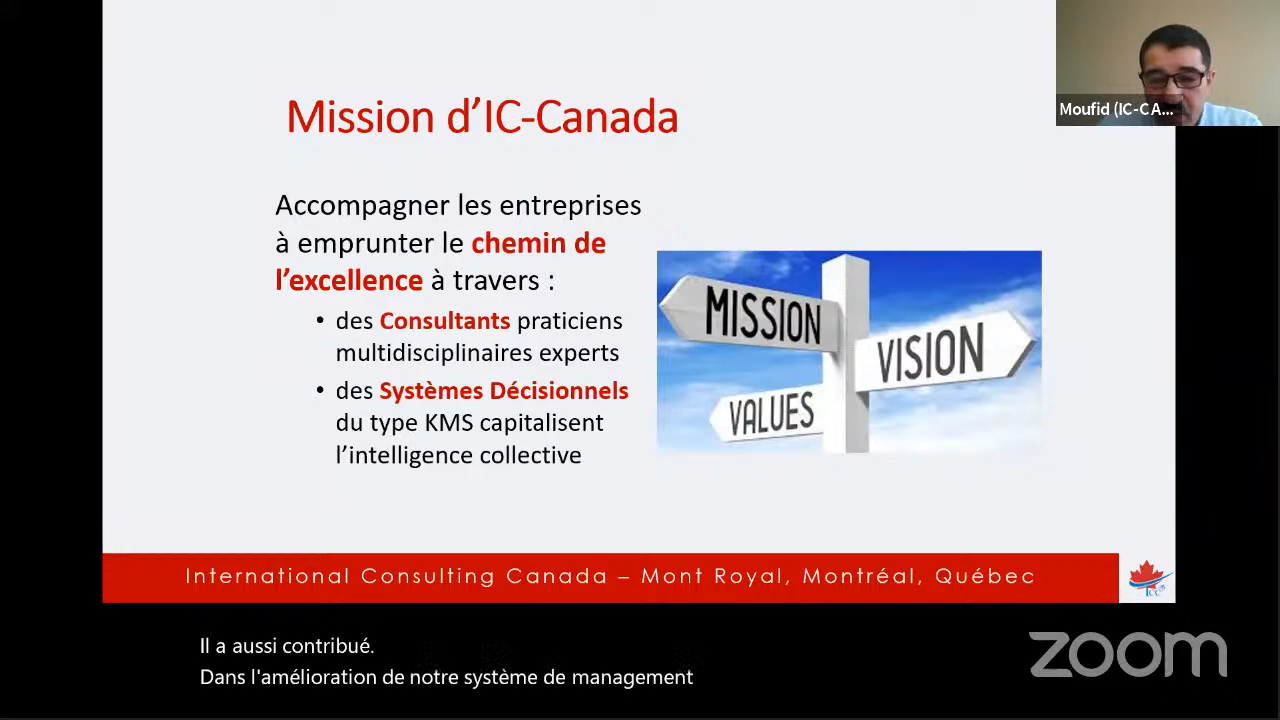 Mission d’IC-Canada
Moufid (IC-CA...
Accompagner les entreprises
à emprunter le chemin de
l’excellence à travers :
• des Consultants praticiens
multidisciplinaires experts
• des Systèmes Décisionnels
du type KMS capitalisent
l’intelligence collective
MISSION
VISION
VALUES
International Consulting Canada – Mont Royal, Montréal, Québec
Il a aussi contribué.
Dans l'amélioration de notre système de management
zoom